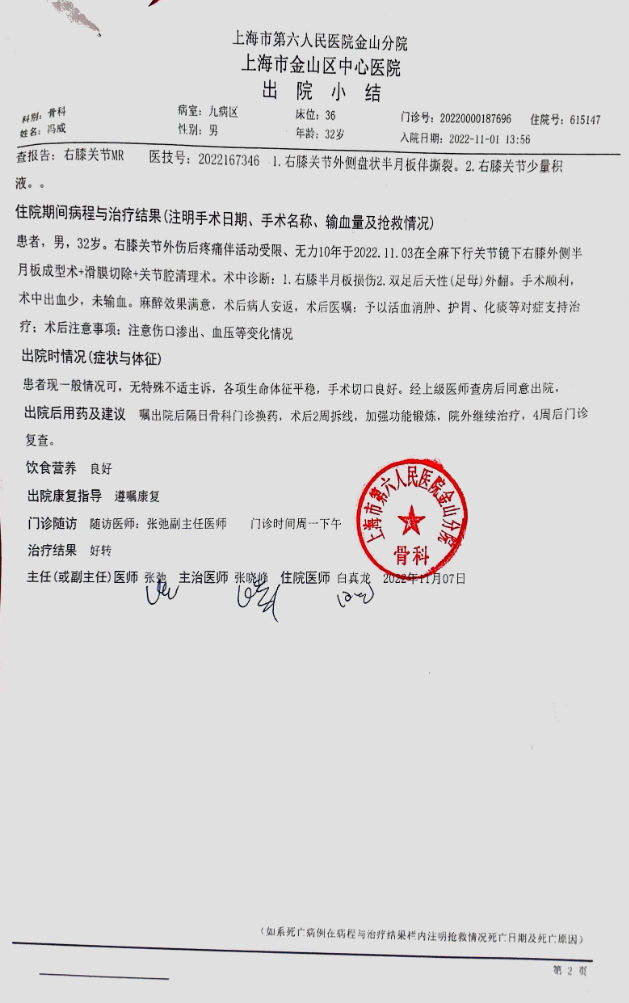 上海市第六人民医院金山分院
上海市金山区中心医院
出 院 小 结
科别：骨科 病室：九病区 床位：36 门诊号：20220000187696 住院号：615147
姓名：冯威 性别：男 年龄：32岁 入院日期：2022-11-01 13:56
查报告：右膝关节MR 医技号：2022167346 1.右膝关节外侧盘状半月板伴撕裂。2.右膝关节少量积
液。。
住院期间病程与治疗结果(注明手术日期、手术名称、输血量及抢救情况)
患者，男，32岁。右膝关节外伤后疼痛伴活动受限、无力10年于2022.11.03在全麻下行关节镜下右膝外侧半
月板成型术+滑膜切除+关节腔清理术。术中诊断：1.右膝半月板损伤2.双足后天性(足母)外翻。手术顺利，
术中出血少，未输血。麻醉效果满意，术后病人安返，术后医嘱：予以活血消肿、护胃、化痰等对症支持治
疗；术后注意事项：注意伤口渗出、血压等变化情况
出院时情况(症状与体征)
患者现一般情况可，无特殊不适主诉，各项生命体征平稳，手术切口良好。经上级医师查房后同意出院，
出院后用药及建议 嘱出院后隔日骨科门诊换药，术后2周拆线，加强功能锻炼，院外继续治疗，4周后门诊
复查。
饮食营养 良好
出院康复指导 遵嘱康复
门诊随访 随访医师：张弛副主任医师 门诊时间周一下午
治疗结果 好转
上海市第六人民医院金山分院
骨科
主任(或副主任)医师 张弛 主治医师 张晓峰 住院医师 白真龙 2022年11月07日
(如系死亡病例在病程与治疗结果栏内注明抢救情况死亡日期及死亡原因)
第 2 页